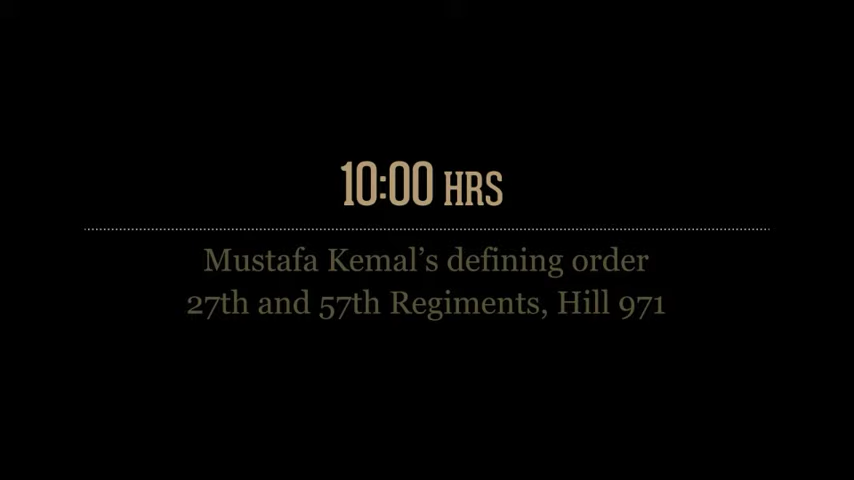 10:00 HRS
Mustafa Kemal’s defining order
27th and 57th Regiments, Hill 971